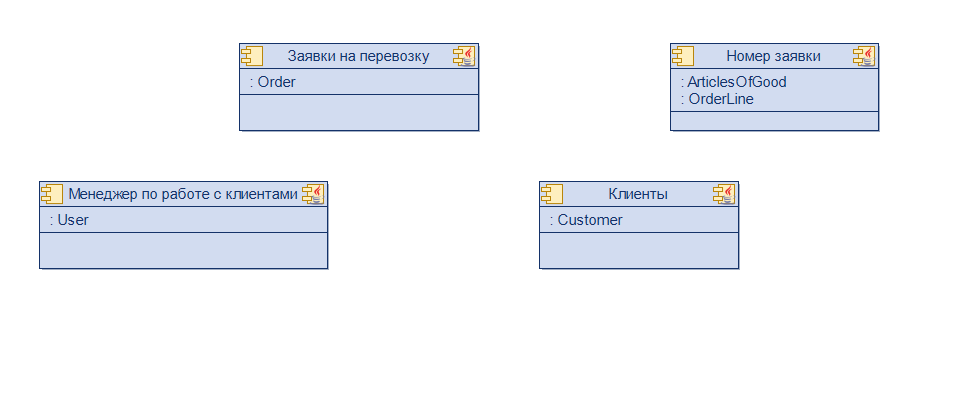 Заявки на перевозку
: Order
Номер заявки
: ArticlesOfGood
: OrderLine
Менеджер по работе с клиентами
: User
Клиенты
: Customer